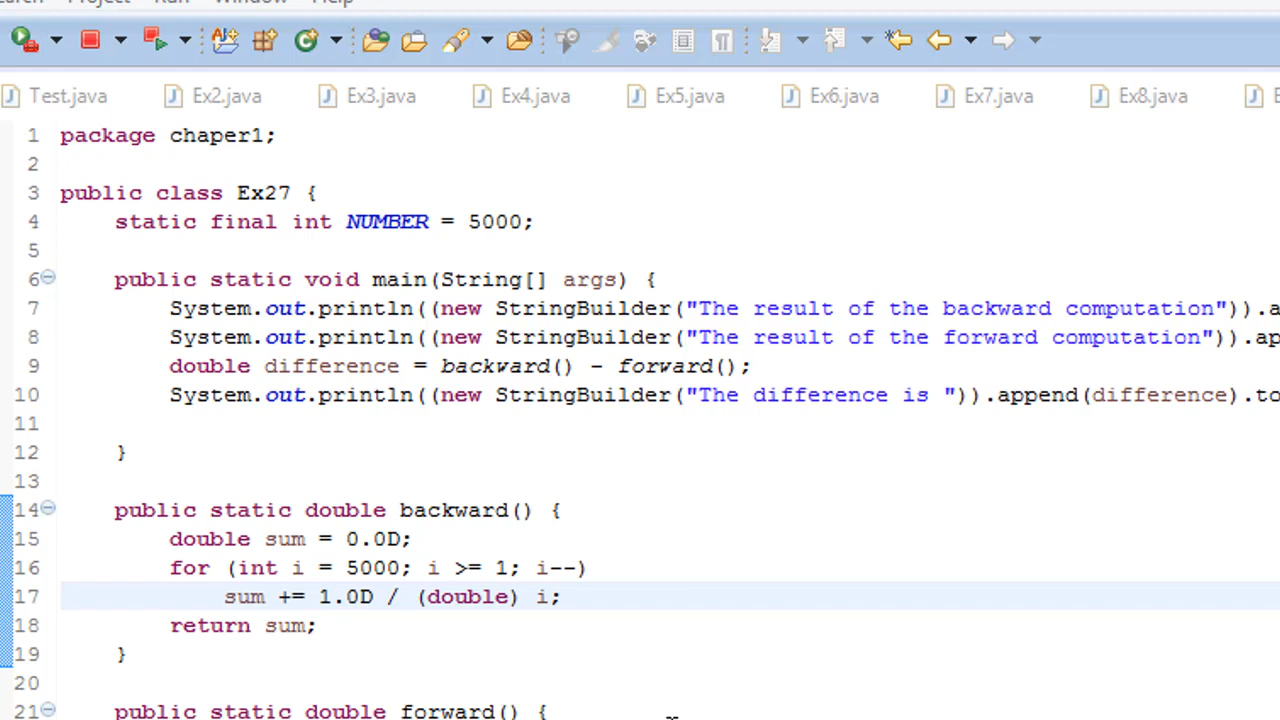 Project Run Window Help
Test.java Ex2.java Ex3.java Ex4.java Ex5.java Ex6.java Ex7.java Ex8.java
1 package chaper1;
2
3 public class Ex27 {
4 static final int NUMBER = 5000;
5
6 public static void main(String[] args) {
7 System.out.println((new StringBuilder("The result of the backward computation")).a
8 System.out.println((new StringBuilder("The result of the forward computation")).ap
9 double difference = backward() - forward();
10 System.out.println((new StringBuilder("The difference is ")).append(difference).to
11
12 }
13
14 public static double backward() {
15 double sum = 0.0D;
16 for (int i = 5000; i >= 1; i--)
17 sum += 1.0D / (double) i;
18 return sum;
19 }
20
21 public static double forward() {